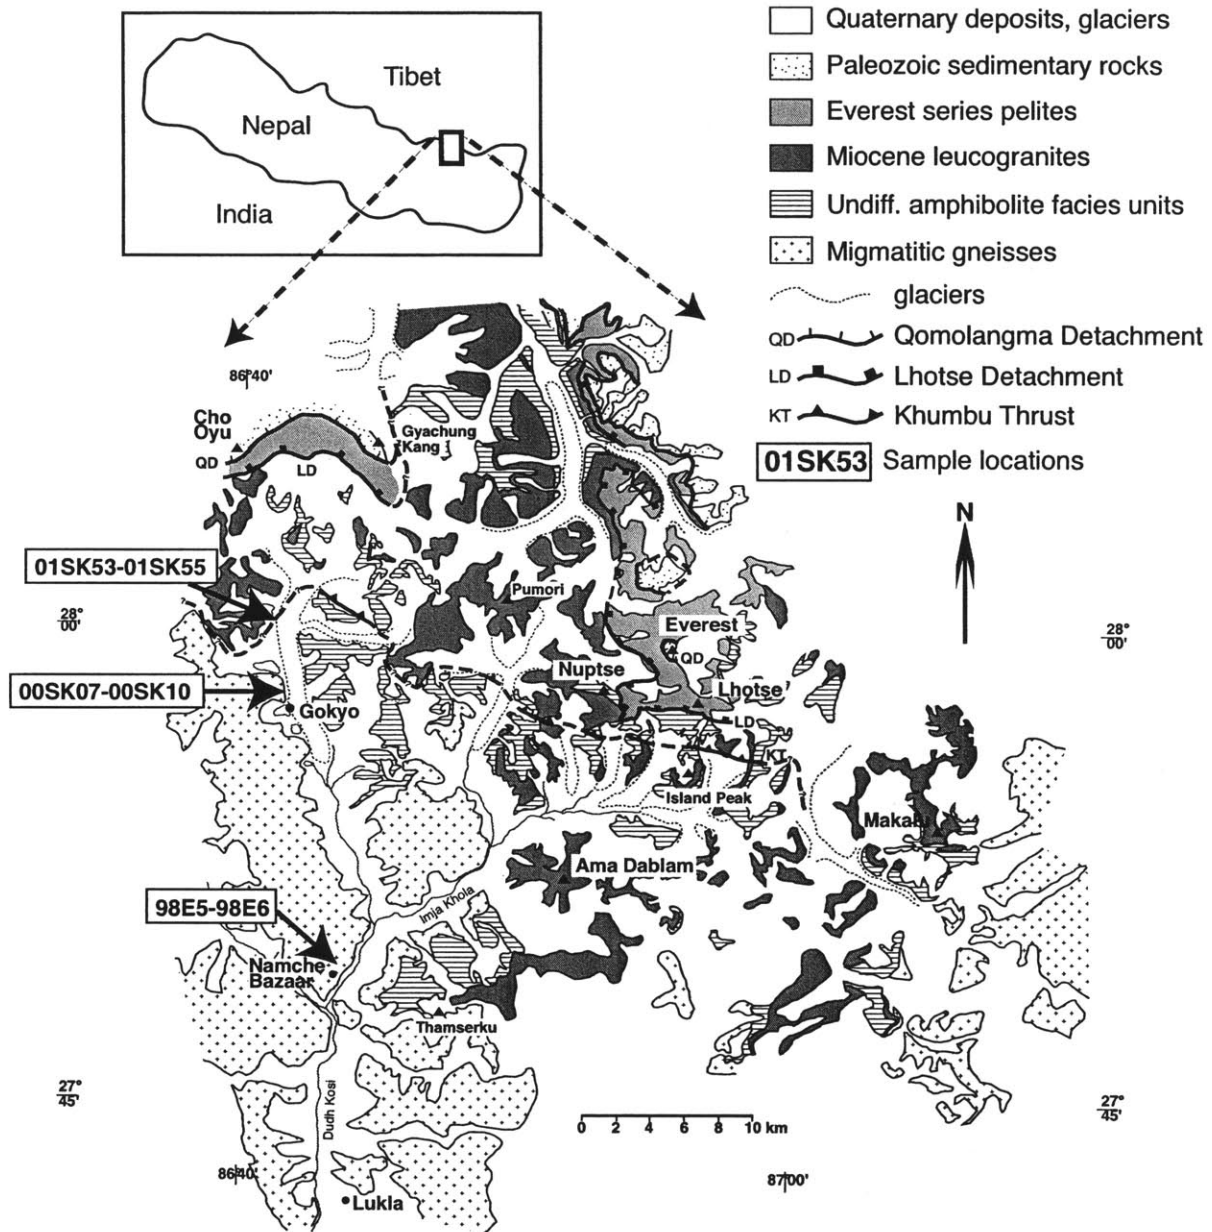 Tibet
Nepal
India
Quaternary deposits, glaciers
Paleozoic sedimentary rocks
Everest series pelites
Miocene leucogranites
Undiff. amphibolite facies units
Migmatitic gneisses
glaciers
QD Qomolangma Detachment
LD Lhotse Detachment
KT Khumbu Thrust
01SK53 Sample locations
N
86°40'
Cho
Oyu
QD
LD
Gyachung
Kang
01SK53-01SK55
Pumori
28°
00'
28°
00'
Everest
QD
Nuptse
Lhotse
LD
00SK07-00SK10
Gokyo
KT
Island Peak
Makalu
Ama Dablam
98E5-98E6
Imja Khola
Namche
Bazaar
Thamserku
27°
45'
27°
45'
Dudh Kosi
0 2 4 6 8 10 km
86°40'
87°00'
Lukla